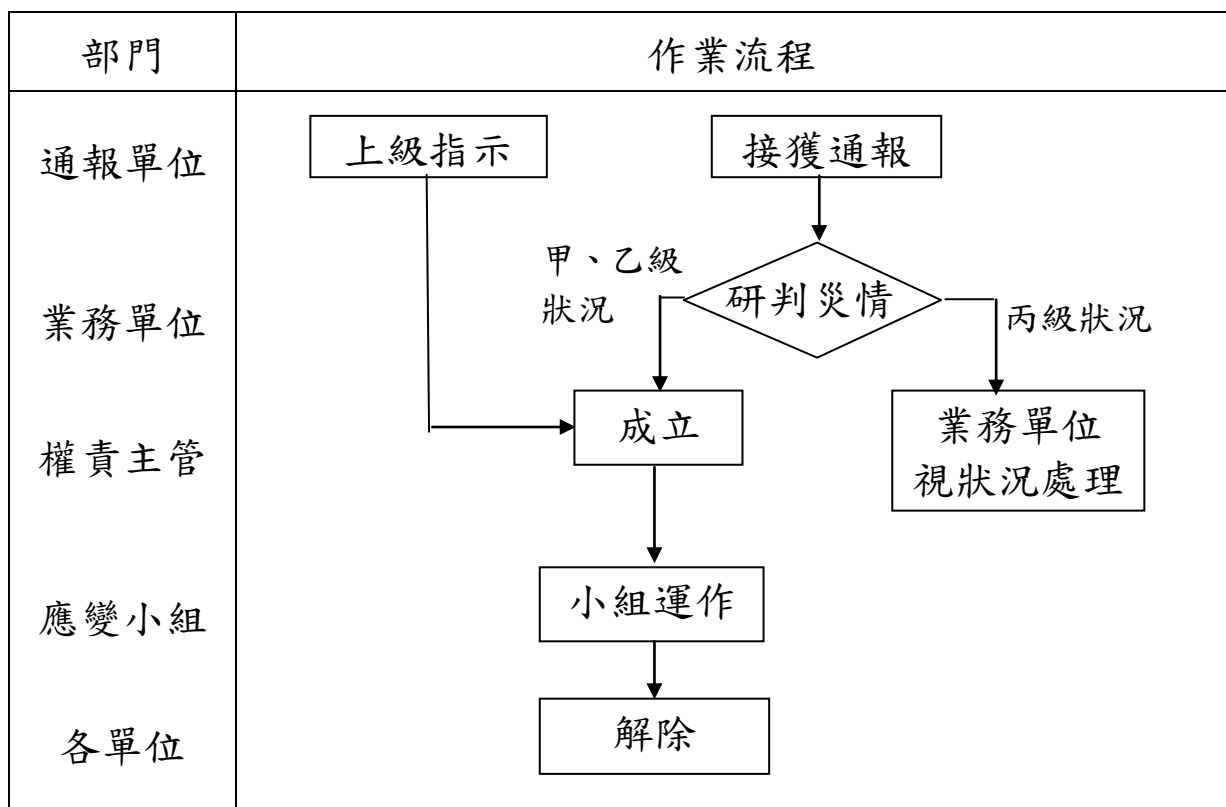 部門
作業流程
通報單位
上級指示
接獲通報
甲、乙級
狀況
研判災情
丙級狀況
業務單位
成立
業務單位
視狀況處理
權責主管
小組運作
應變小組
解除
各單位